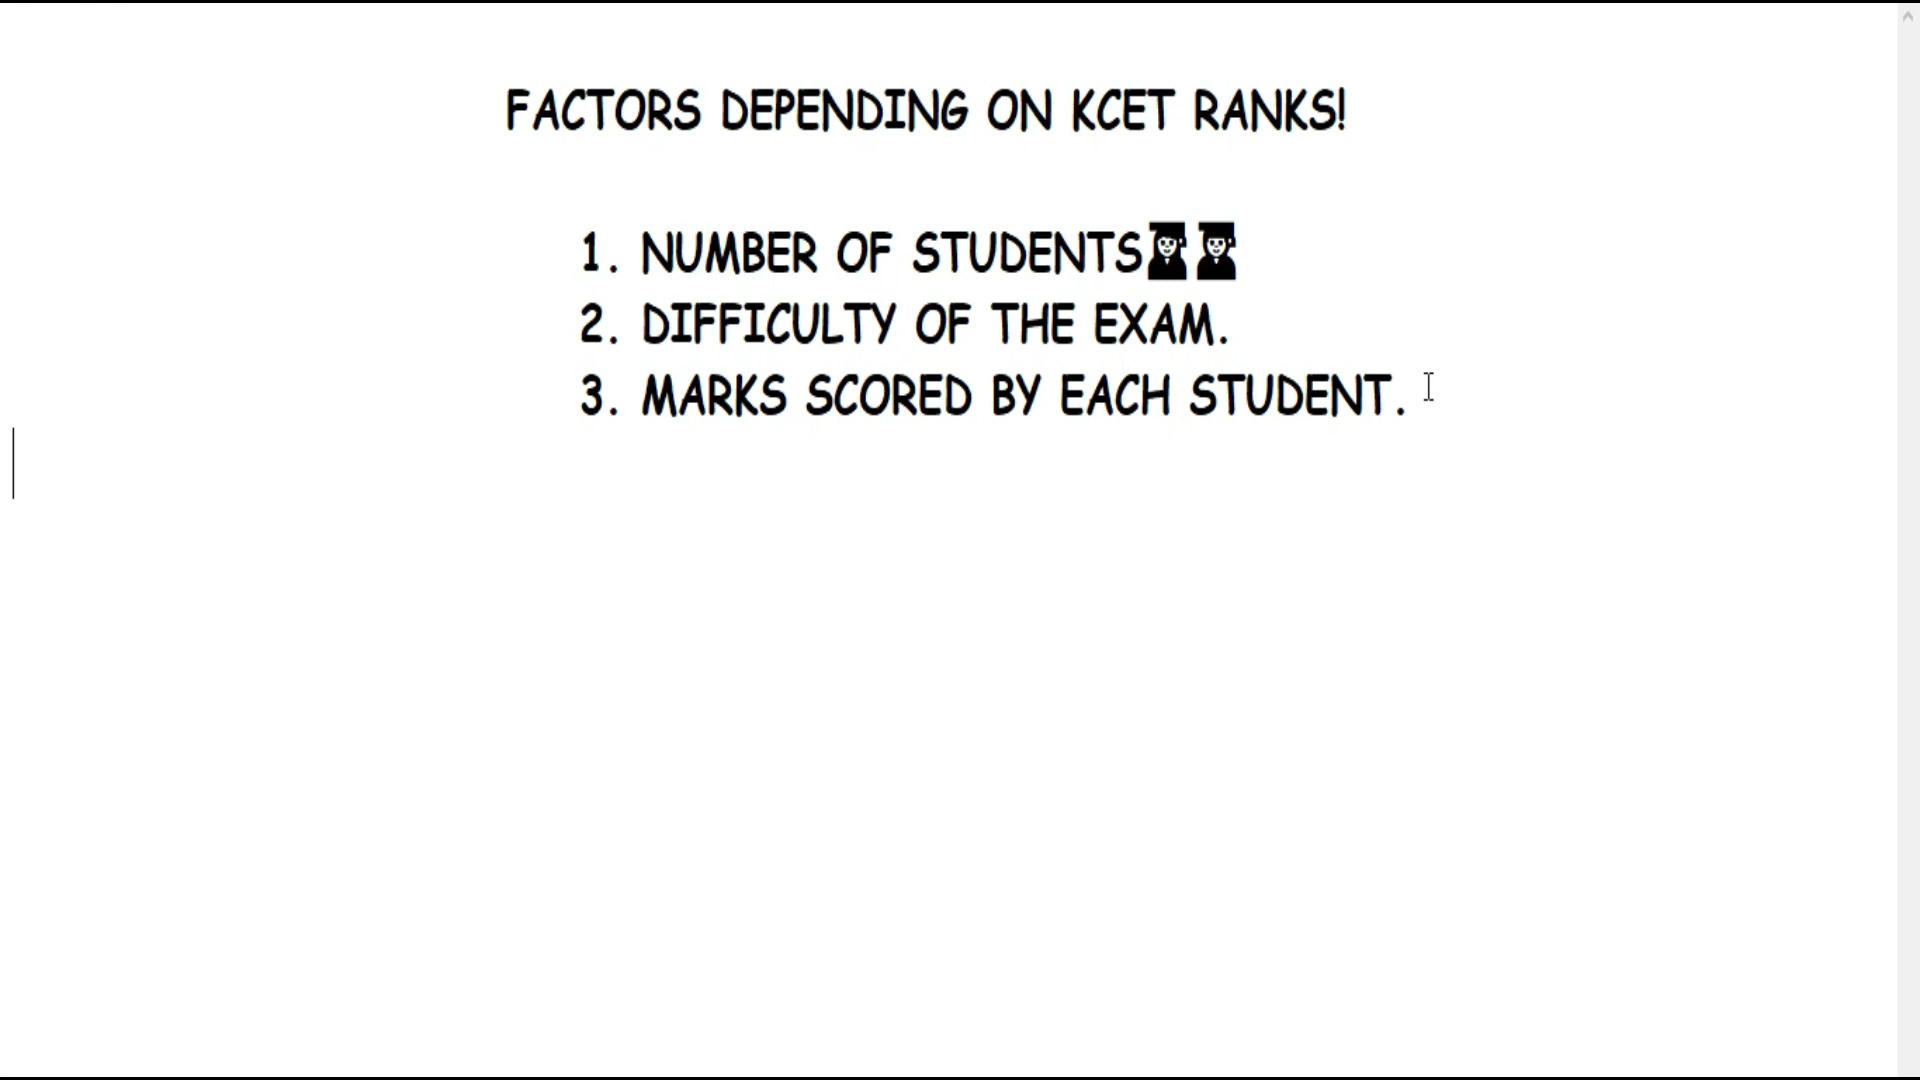 FACTORS DEPENDING ON KCET RANKS!
1. NUMBER OF STUDENTS👩‍🎓👨‍🎓
2. DIFFICULTY OF THE EXAM.
3. MARKS SCORED BY EACH STUDENT.